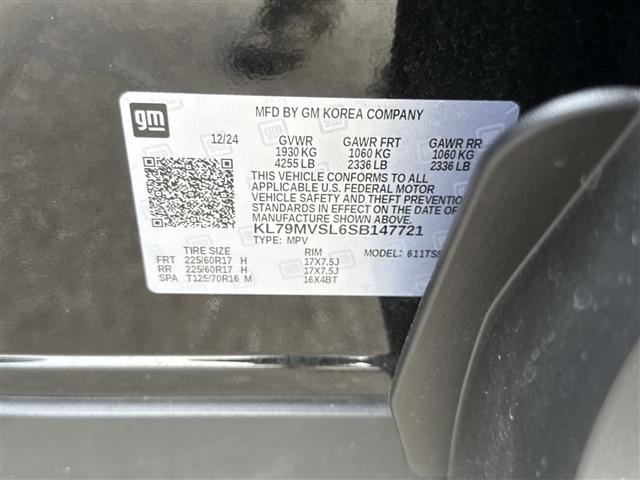 gm
MFD BY GM KOREA COMPANY
12/24 GVWR GAWR FRT GAWR RR
1930 KG 1060 KG 1060 KG
4255 LB 2336 LB 2336 LB
THIS VEHICLE CONFORMS TO ALL
APPLICABLE U.S. FEDERAL MOTOR
VEHICLE SAFETY AND THEFT PREVENTION
STANDARDS IN EFFECT ON THE DATE OF
MANUFACTURE SHOWN ABOVE.
KL79MVSL6SB147721
TYPE: MPV MODEL: 611TSS
TIRE SIZE RIM
FRT 225/60R17 H 17X7.5J
RR 225/60R17 H 17X7.5J
SPA T125/70R16 M 16X4BT